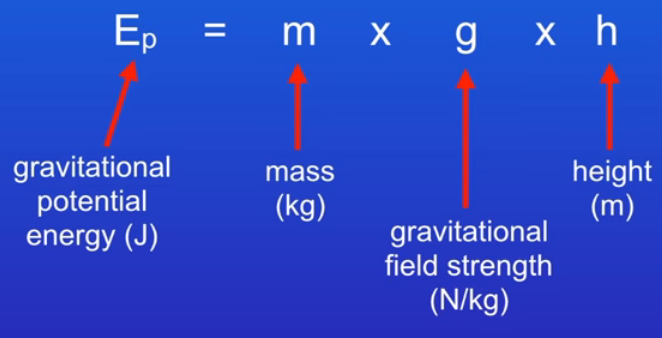 Ep = m x g x h
gravitational
potential
energy (J)
mass
(kg)
gravitational
field strength
(N/kg)
height
(m)